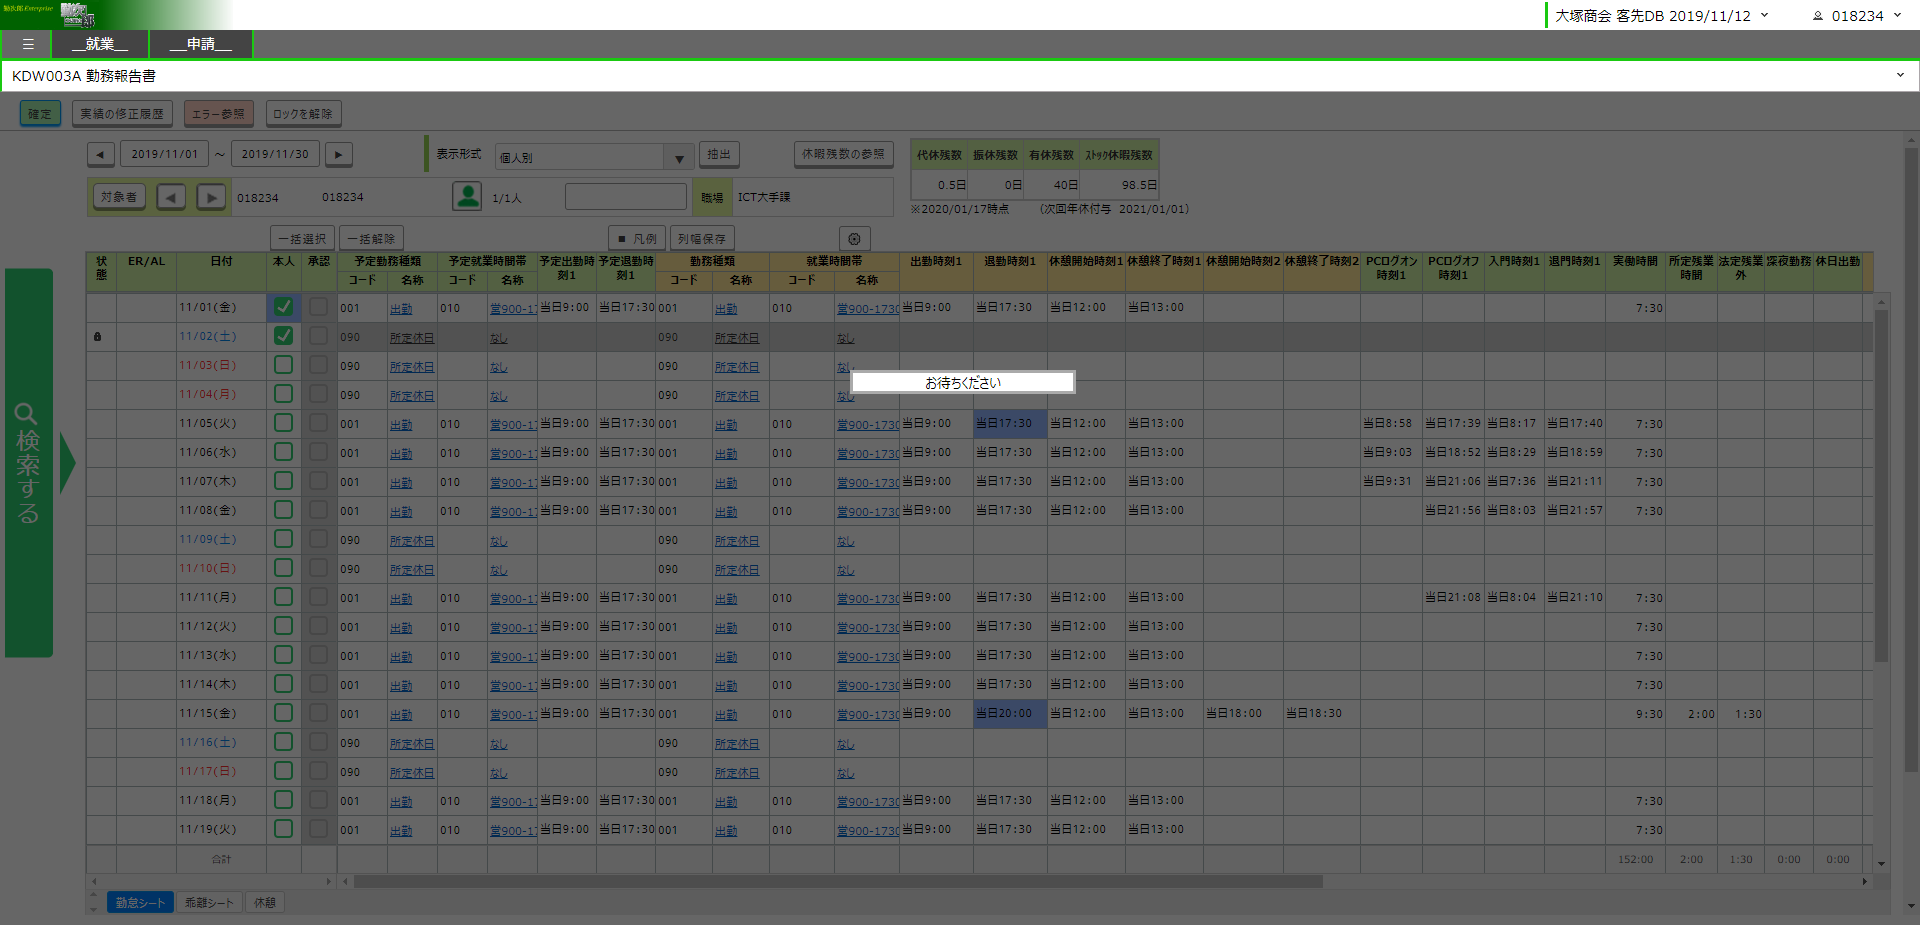 勤次郎Enterprise
大塚商会 客先DB 2019/11/12 018234
☰ __就業__ __申請__
KDW003A 勤務報告書
確定 実績の修正履歴 エラー参照 ロックを解除
◀ 2019/11/01 ～ 2019/11/30 ▶ 表示形式 個人別 ▼ 抽出 休暇残数の参照
代休残数 振休残数 有休残数 ｽﾄｯｸ休暇残数
0.5日 0日 40日 98.5日
対象者 ◀ ▶ 018234 018234 1/1人 職場 ICT大手課
※2020/01/17時点 (次回年休付与 2021/01/01)
一括選択 一括解除 ■ 凡例 列幅保存
検索する
状態 ER/AL 日付 本人 承認 予定勤務種類 予定就業時間帯 予定出勤時刻1 予定退勤時刻1 勤務種類 就業時間帯 出勤時刻1 退勤時刻1 休憩開始時刻1 休憩終了時刻1 休憩開始時刻2 休憩終了時刻2 PCログオン時刻1 PCログオフ時刻1 入門時刻1 退門時刻1 実働時間 所定残業時間 法定残業外 深夜勤務 休日出勤
コード 名称 コード 名称 コード 名称 コード 名称
11/01(金) 001 出勤 010 営900-17 当日9:00 当日17:30 001 出勤 010 営900-1730 当日9:00 当日17:30 当日12:00 当日13:00 7:30
11/02(土) 090 所定休日 なし 090 所定休日 なし
11/03(日) 090 所定休日 なし 090 所定休日 なし
11/04(月) 090 所定休日 なし 090 所定休日 なし
お待ちください
11/05(火) 001 出勤 010 営900-17 当日9:00 当日17:30 001 出勤 010 営900-1730 当日9:00 当日17:30 当日12:00 当日13:00 当日8:58 当日17:39 当日8:17 当日17:40 7:30
11/06(水) 001 出勤 010 営900-17 当日9:00 当日17:30 001 出勤 010 営900-1730 当日9:00 当日17:30 当日12:00 当日13:00 当日9:03 当日18:52 当日8:29 当日18:59 7:30
11/07(木) 001 出勤 010 営900-17 当日9:00 当日17:30 001 出勤 010 営900-1730 当日9:00 当日17:30 当日12:00 当日13:00 当日9:31 当日21:06 当日7:36 当日21:11 7:30
11/08(金) 001 出勤 010 営900-17 当日9:00 当日17:30 001 出勤 010 営900-1730 当日9:00 当日17:30 当日12:00 当日13:00 当日21:56 当日8:03 当日21:57 7:30
11/09(土) 090 所定休日 なし 090 所定休日 なし
11/10(日) 090 所定休日 なし 090 所定休日 なし
11/11(月) 001 出勤 010 営900-17 当日9:00 当日17:30 001 出勤 010 営900-1730 当日9:00 当日17:30 当日12:00 当日13:00 当日21:08 当日8:04 当日21:10 7:30
11/12(火) 001 出勤 010 営900-17 当日9:00 当日17:30 001 出勤 010 営900-1730 当日9:00 当日17:30 当日12:00 当日13:00 7:30
11/13(水) 001 出勤 010 営900-17 当日9:00 当日17:30 001 出勤 010 営900-1730 当日9:00 当日17:30 当日12:00 当日13:00 7:30
11/14(木) 001 出勤 010 営900-17 当日9:00 当日17:30 001 出勤 010 営900-1730 当日9:00 当日17:30 当日12:00 当日13:00 7:30
11/15(金) 001 出勤 010 営900-17 当日9:00 当日17:30 001 出勤 010 営900-1730 当日9:00 当日20:00 当日12:00 当日13:00 当日18:00 当日18:30 9:30 2:00 1:30
11/16(土) 090 所定休日 なし 090 所定休日 なし
11/17(日) 090 所定休日 なし 090 所定休日 なし
11/18(月) 001 出勤 010 営900-17 当日9:00 当日17:30 001 出勤 010 営900-1730 当日9:00 当日17:30 当日12:00 当日13:00 7:30
11/19(火) 001 出勤 010 営900-17 当日9:00 当日17:30 001 出勤 010 営900-1730 当日9:00 当日17:30 当日12:00 当日13:00 7:30
合計 152:00 2:00 1:30 0:00 0:00
勤怠シート 乖離シート 休憩